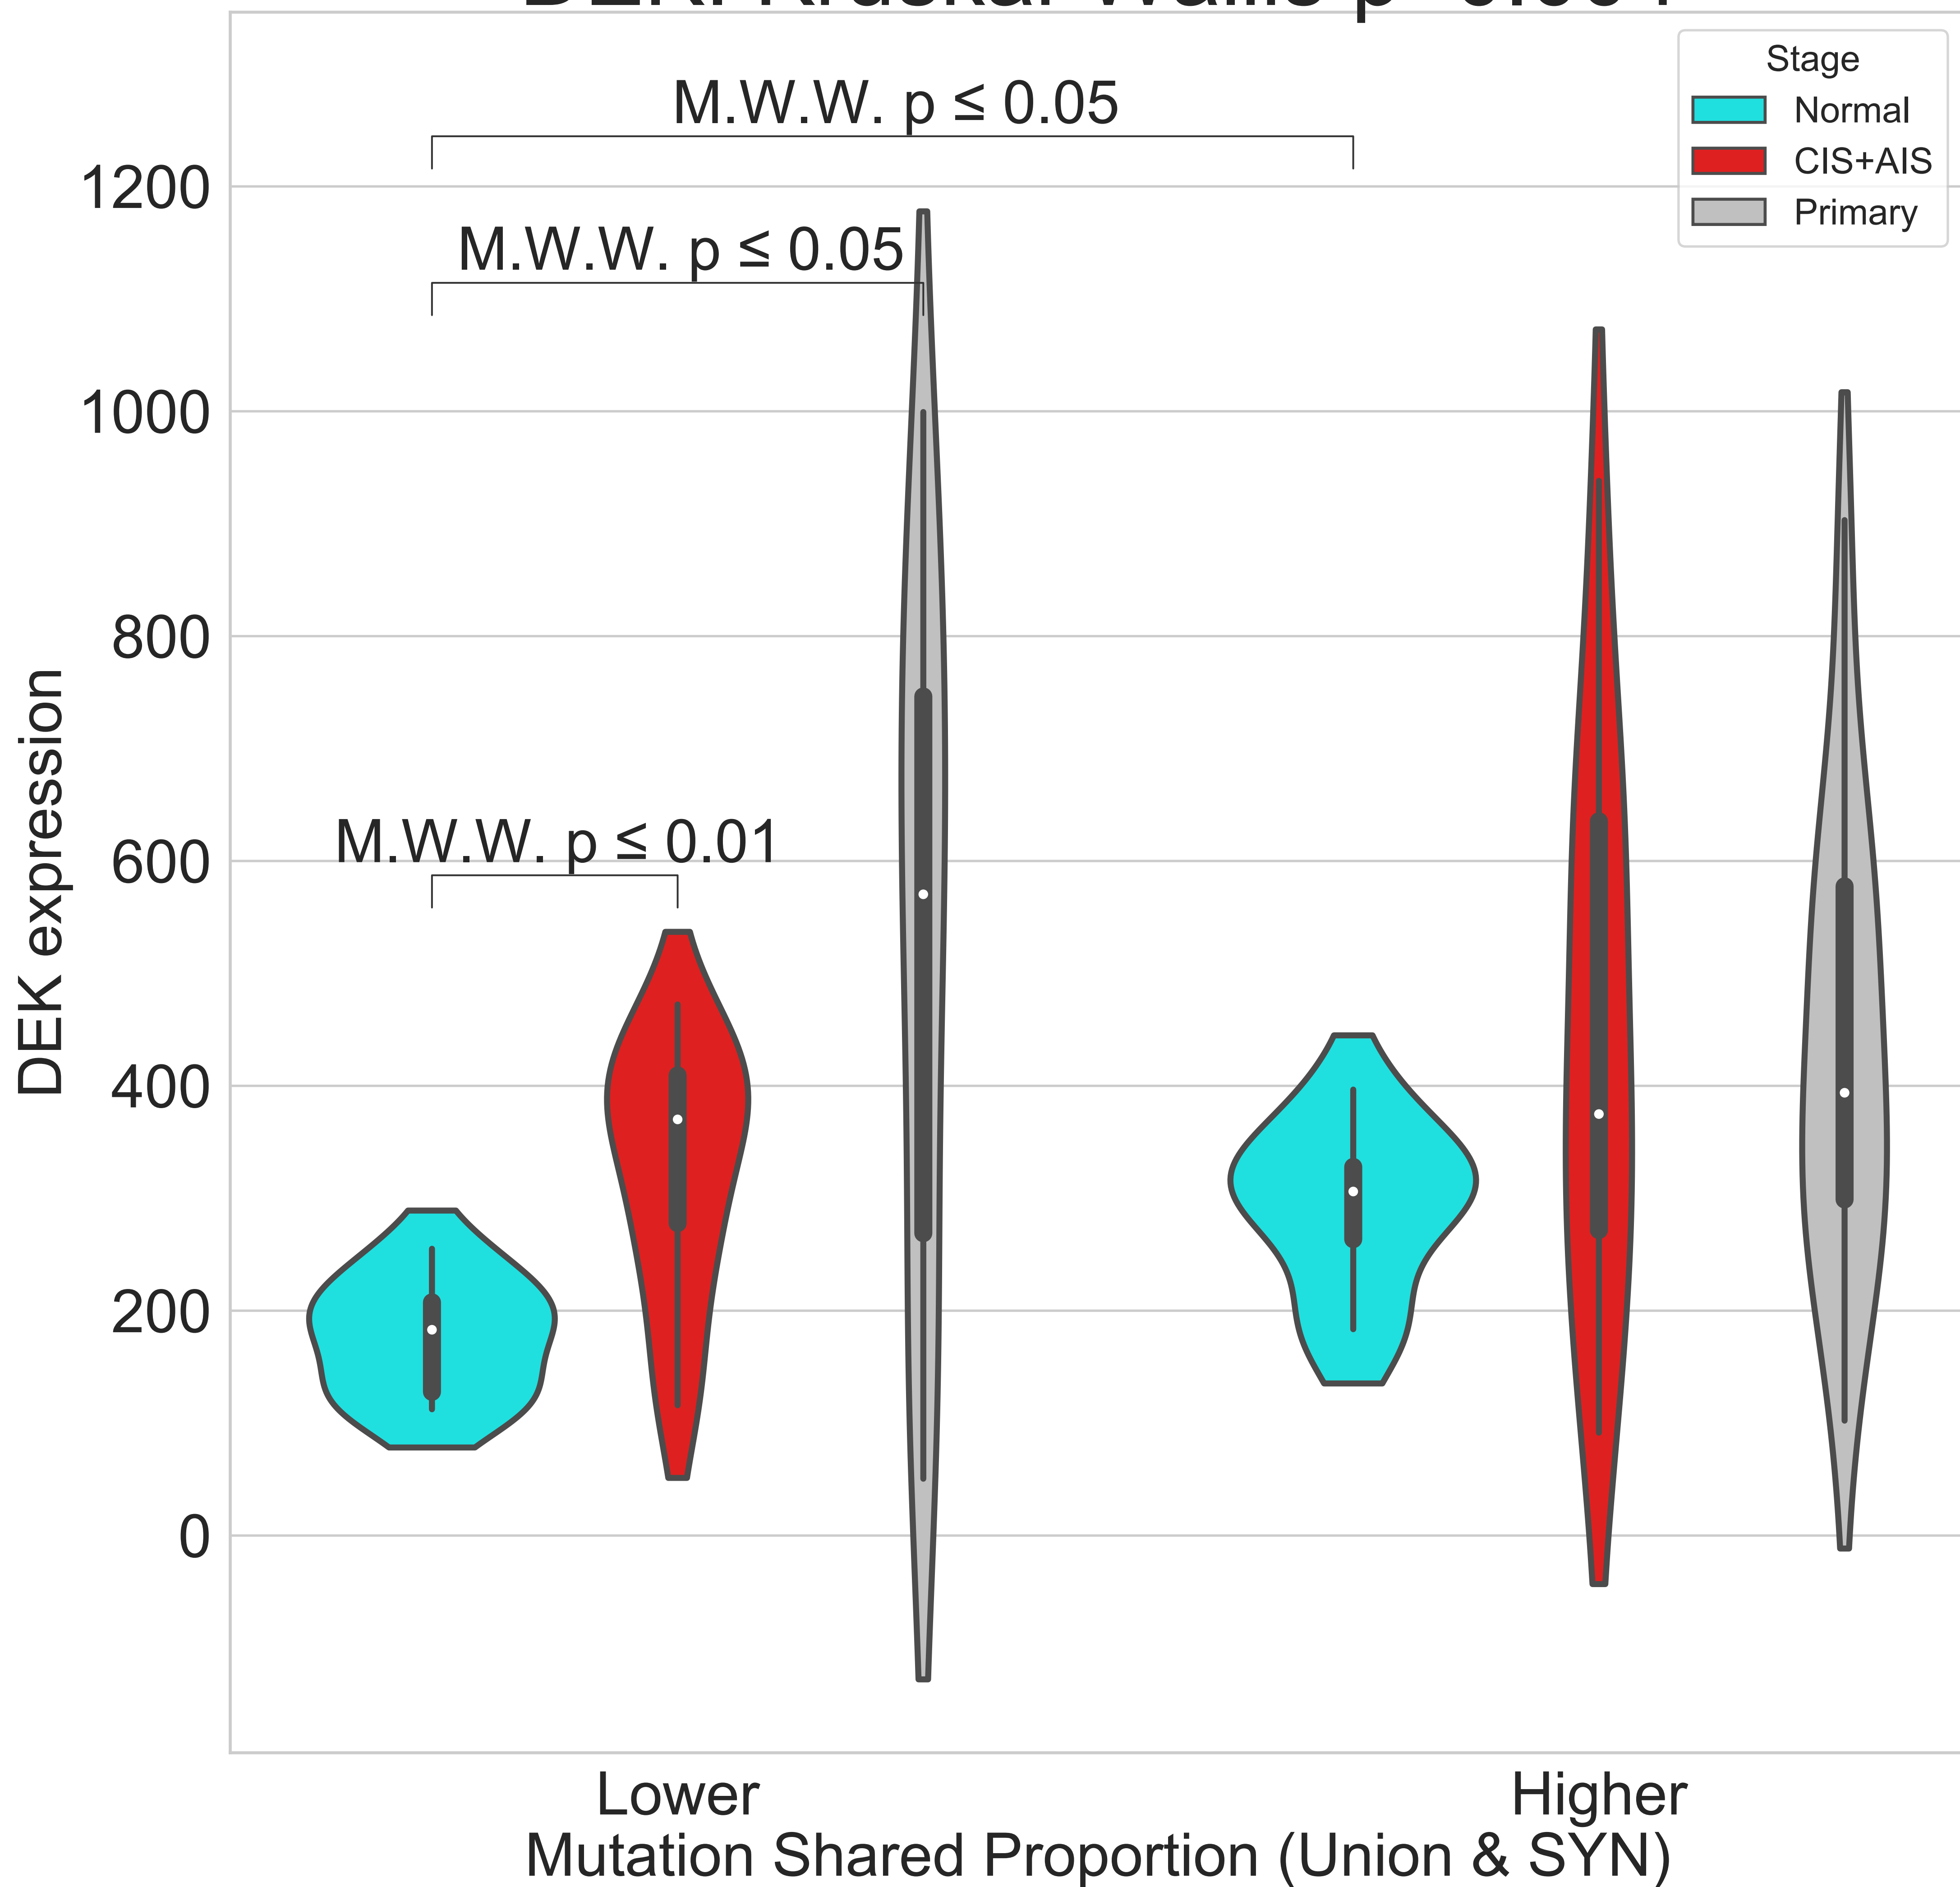 Stage
Normal
CIS+AIS
Primary
M.W.W. p ≤ 0.05
M.W.W. p ≤ 0.05
M.W.W. p ≤ 0.01
1200
1000
800
600
400
200
0
DEK expression
Lower
Higher
Mutation Shared Proportion (Union & SYN)